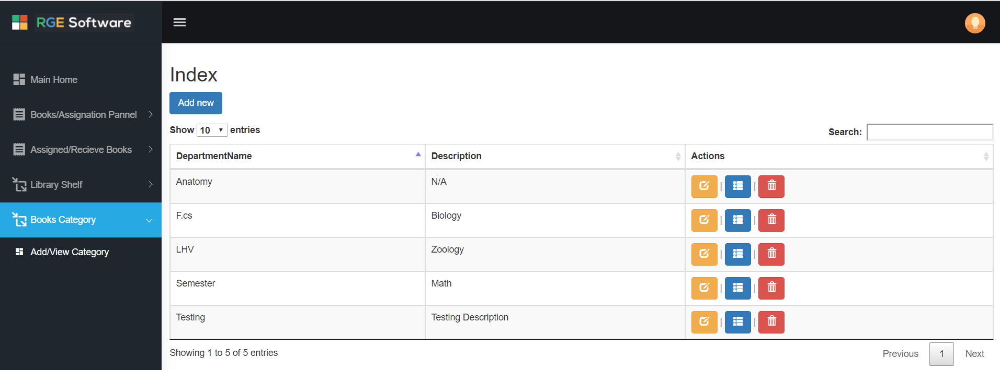 RGE Software
Main Home
Books/Assignation Pannel
Assigned/Recieve Books
Library Shelf
Books Category
Add/View Category
Index
Add new
Show 10 entries
Search:
DepartmentName Description Actions
Anatomy N/A | |
F.cs Biology | |
LHV Zoology | |
Semester Math | |
Testing Testing Description | |
Showing 1 to 5 of 5 entries
Previous 1 Next